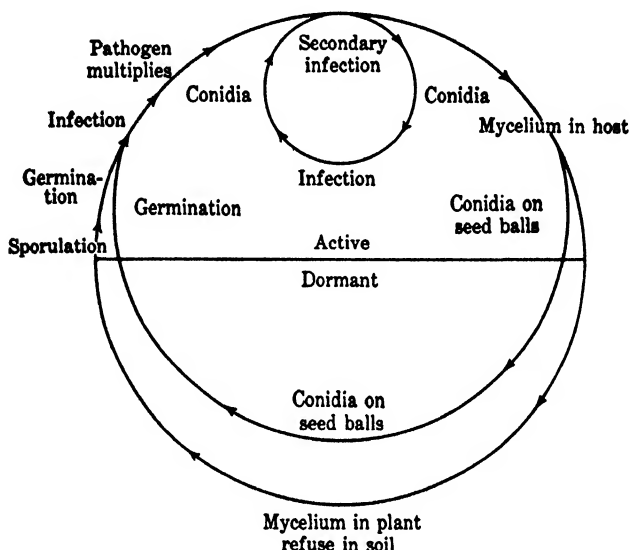 Pathogen
multiplies
Secondary
infection
Conidia
Conidia
Infection
Mycelium in host
Infection
Germina-
tion
Germination
Conidia on
seed balls
Sporulation
Active
Dormant
Conidia on
seed balls
Mycelium in plant
refuse in soil